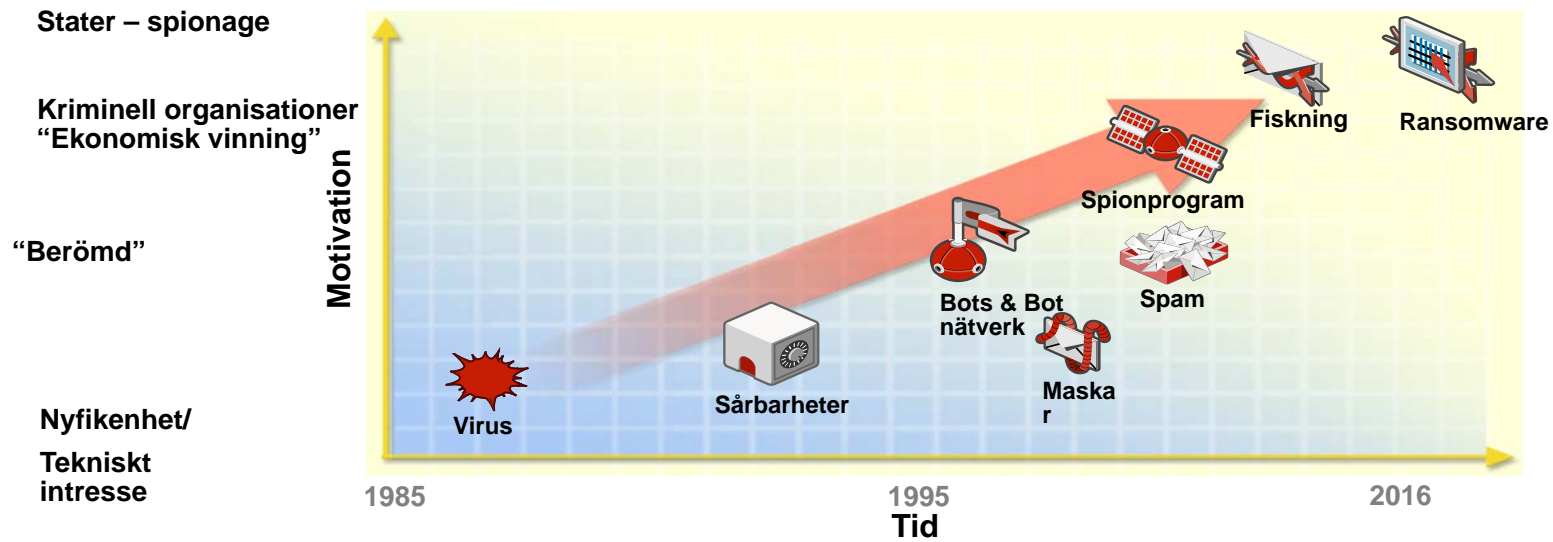 Stater – spionage
Kriminell organisationer
“Ekonomisk vinning”
“Berömd”
Nyfikenhet/
Tekniskt
intresse
Motivation
Virus
Sårbarheter
Bots & Bot
nätverk
Maska
r
Spam
Spionprogram
Fiskning
Ransomware
1985
1995
2016
Tid